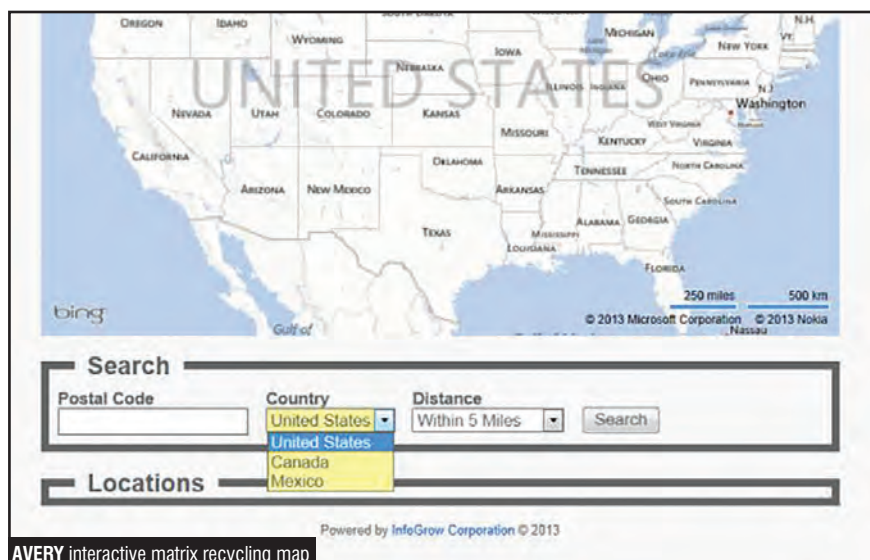 OREGON
IDAHO
WYOMING
MICHIGAN
N.H.
VT.
NEW YORK
IOWA
NEBRASKA
UNITED STATES
ILLINOIS
INDIANA
OHIO
PENNSYLVANIA
N.J.
Washington
NEVADA
UTAH
COLORADO
KANSAS
MISSOURI
WEST VIRGINIA
KENTUCKY
VIRGINIA
CALIFORNIA
OKLAHOMA
TENNESSEE
NORTH CAROLINA
ARIZONA
NEW MEXICO
ARKANSAS
SOUTH CAROLINA
TEXAS
MISSISSIPPI
ALABAMA
GEORGIA
LOUISIANA
FLORIDA
250 miles 500 km
bing
Gulf of
© 2013 Microsoft Corporation © 2013 Nokia
Nassau
Search
Postal Code Country Distance
United States Within 5 Miles Search
United States
Canada
Mexico
Locations
Powered by InfoGrow Corporation © 2013
AVERY interactive matrix recycling map